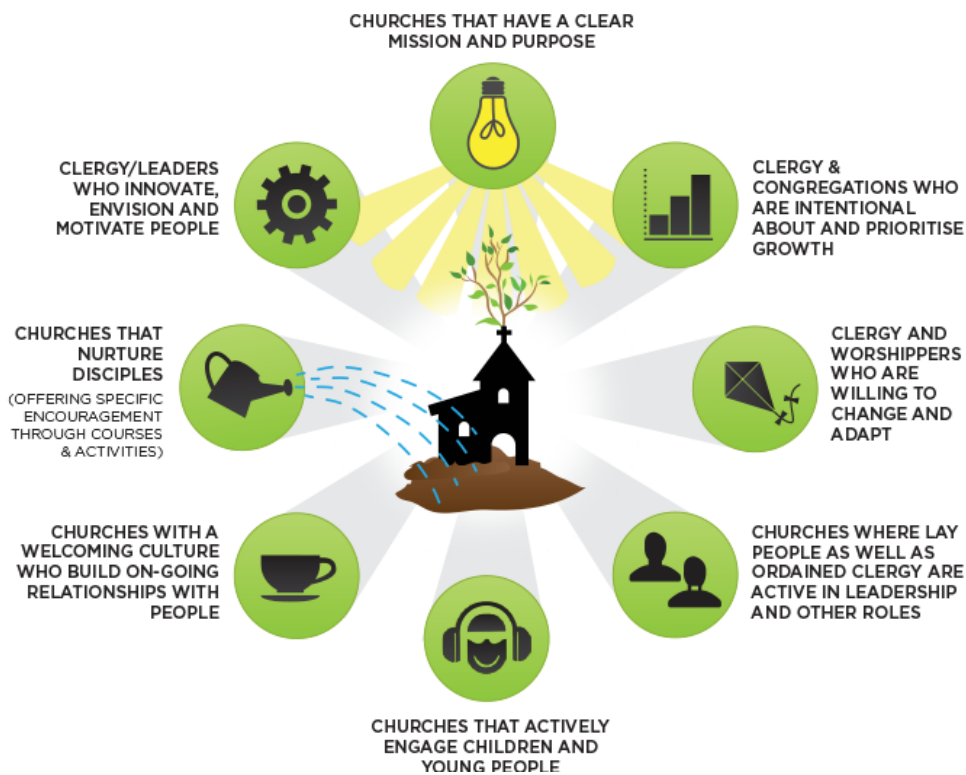 CHURCHES THAT HAVE A CLEAR
MISSION AND PURPOSE
CLERGY/LEADERS
WHO INNOVATE,
ENVISION AND
MOTIVATE PEOPLE
CLERGY &
CONGREGATIONS WHO
ARE INTENTIONAL
ABOUT AND PRIORITISE
GROWTH
CHURCHES THAT
NURTURE
DISCIPLES
(OFFERING SPECIFIC
ENCOURAGEMENT
THROUGH COURSES
& ACTIVITIES)
CLERGY AND
WORSHIPPERS
WHO ARE
WILLING TO
CHANGE AND
ADAPT
CHURCHES WITH A
WELCOMING CULTURE
WHO BUILD ON-GOING
RELATIONSHIPS WITH
PEOPLE
CHURCHES WHERE LAY
PEOPLE AS WELL AS
ORDAINED CLERGY ARE
ACTIVE IN LEADERSHIP
AND OTHER ROLES
CHURCHES THAT ACTIVELY
ENGAGE CHILDREN AND
YOUNG PEOPLE